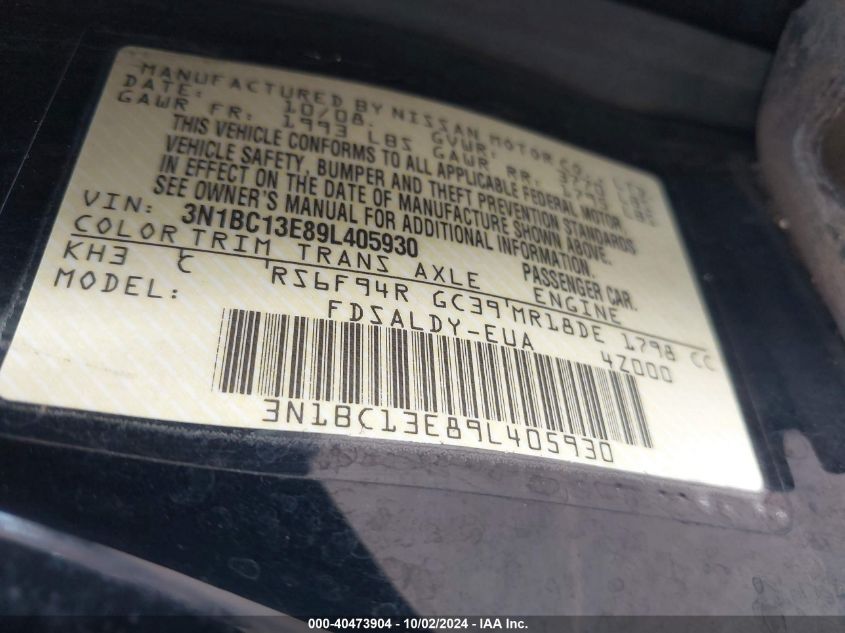 MANUFACTURED BY NISSAN MOTOR CO.,
DATE: 10/08 GVWR:
GAWR FR: 1993 LBS GAWR RR:
THIS VEHICLE CONFORMS TO ALL APPLICABLE FEDERAL MOTOR
VEHICLE SAFETY, BUMPER AND THEFT PREVENTION STANDARDS
IN EFFECT ON THE DATE OF MANUFACTURE SHOWN ABOVE.
SEE OWNER'S MANUAL FOR ADDITIONAL INFORMATION.
VIN: 3N1BC13E89L405930 PASSENGER CAR.
COLOR TRIM TRANS AXLE ENGINE
KH3 C RS6F94R GC39 MR18DE 1798 CC
MODEL: FDSALDY-EUA 4Z000
3N1BC13E89L405930
000-40473904 - 10/02/2024 - IAA Inc.